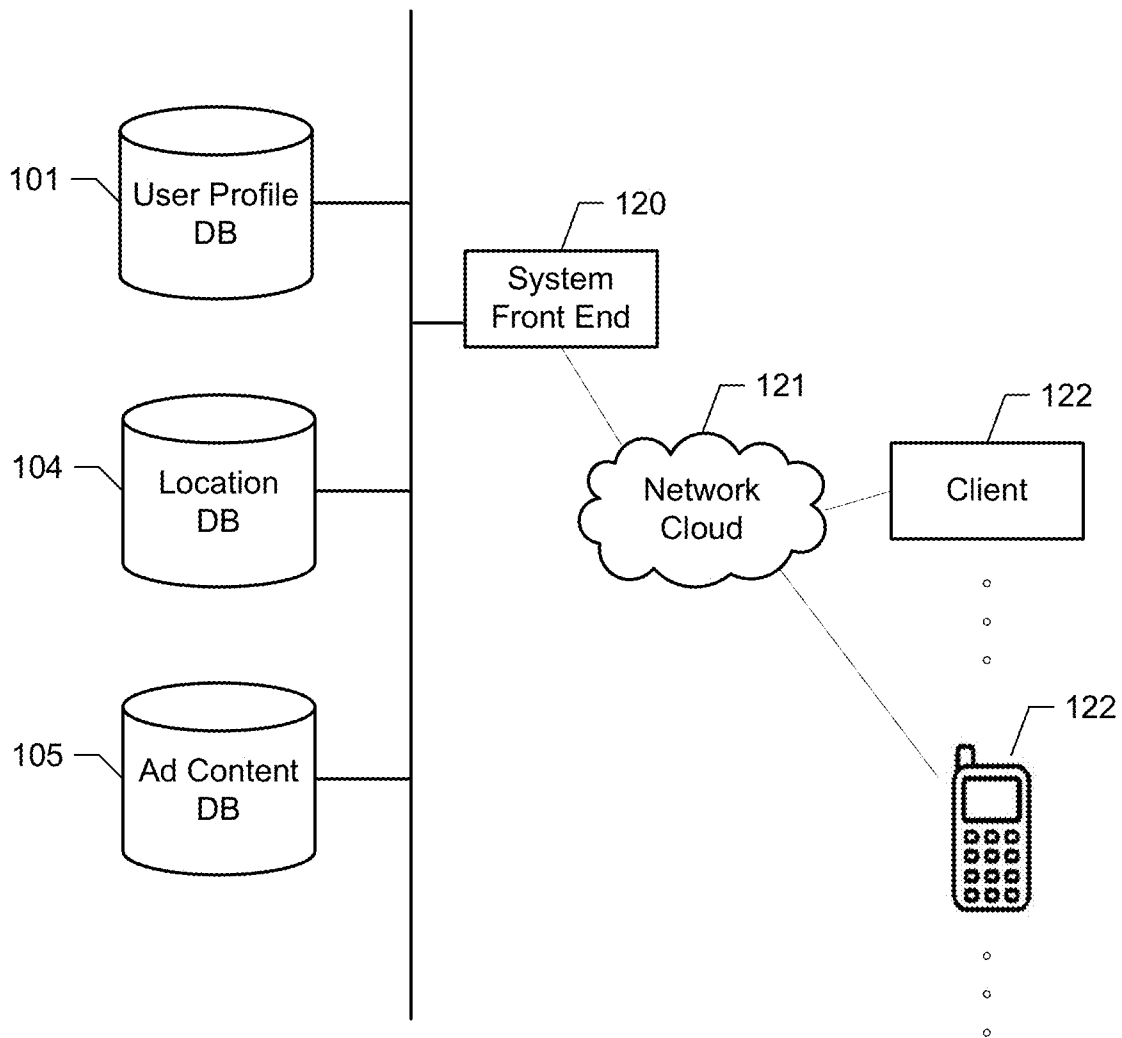 101
User Profile
DB
120
System
Front End
121
Network
Cloud
122
Client
104
Location
DB
122
105
Ad Content
DB